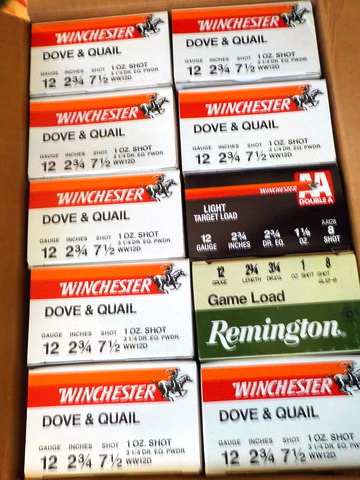 WINCHESTER
DOVE & QUAIL
GAUGE INCHES SHOT 1 OZ. SHOT
12 2¾ 7½ 3 1/4 DR. EQ. PWDR.
WW12D
WINCHESTER
DOVE & QUAIL
GAUGE INCHES SHOT 1 OZ. SHOT
12 2¾ 7½ 3 1/4 DR. EQ. PWDR.
WW12D
WINCHESTER
DOVE & QUAIL
GAUGE INCHES SHOT 1 OZ. SHOT
12 2¾ 7½ 3 1/4 DR. EQ. PWDR.
WW12D
WINCHESTER
DOVE & QUAIL
GAUGE INCHES SHOT 1 OZ. SHOT
12 2¾ 7½ 3 1/4 DR. EQ. PWDR.
WW12D
WINCHESTER
DOVE & QUAIL
GAUGE INCHES SHOT 1 OZ. SHOT
12 2¾ 7½ 3 1/4 DR. EQ. PWDR.
WW12D
WINCHESTER
AA
DOUBLE A
LIGHT
TARGET LOAD
12 2¾ 2¾ 1⅛ 8
GAUGE INCHES DR. EQ. OZ. SHOT
WINCHESTER
DOVE & QUAIL
GAUGE INCHES SHOT 1 OZ. SHOT
12 2¾ 7½ 3 1/4 DR. EQ. PWDR.
WW12D
12 2¾ 3¼ 1 8
GAUGE LENGTH DR.EQ. OZ SHOT SHOT
Game Load
Remington
WINCHESTER
DOVE & QUAIL
GAUGE INCHES SHOT 1 OZ. SHOT
12 2¾ 7½ 3 1/4 DR. EQ. PWDR.
WW12D
WINCHESTER
DOVE & QUAIL
GAUGE INCHES SHOT 1 OZ. SHOT
12 2¾ 7½ 3 1/4 DR. EQ. PWDR.
WW12D